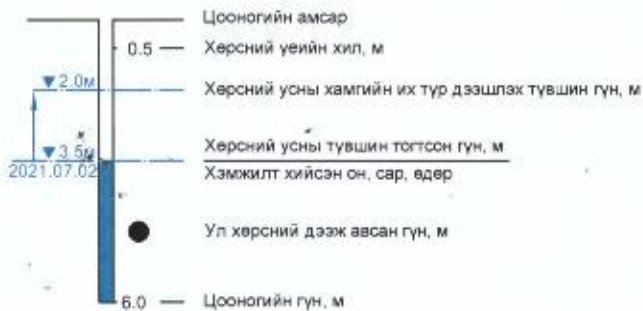 Цооногийн амсар
0.5 Хөрсний үеийн хил, м
2.0м Хөрсний усны хамгийн их түр дээшлэх түвшин гүн, м
3.5м Хөрсний усны түвшин тогтсон гүн, м
2021.07.02 Хэмжилт хийсэн он, сар, өдөр
Ул хөрсний дээж авсан гүн, м
6.0 Цооногийн гүн, м